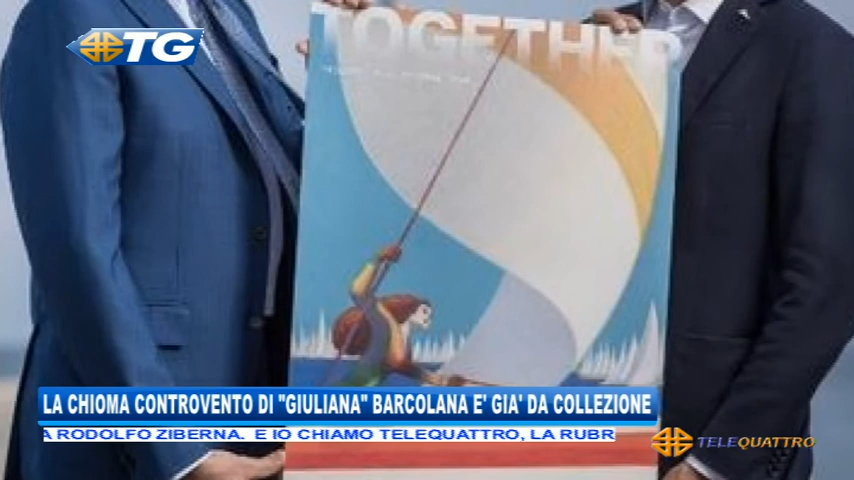 TG
TOGETHER
LA CHIOMA CONTROVENTO DI "GIULIANA" BARCOLANA E' GIA' DA COLLEZIONE
A RODOLFO ZIBERNA. E IO CHIAMO TELEQUATTRO, LA RUBR
TELEQUATTRO